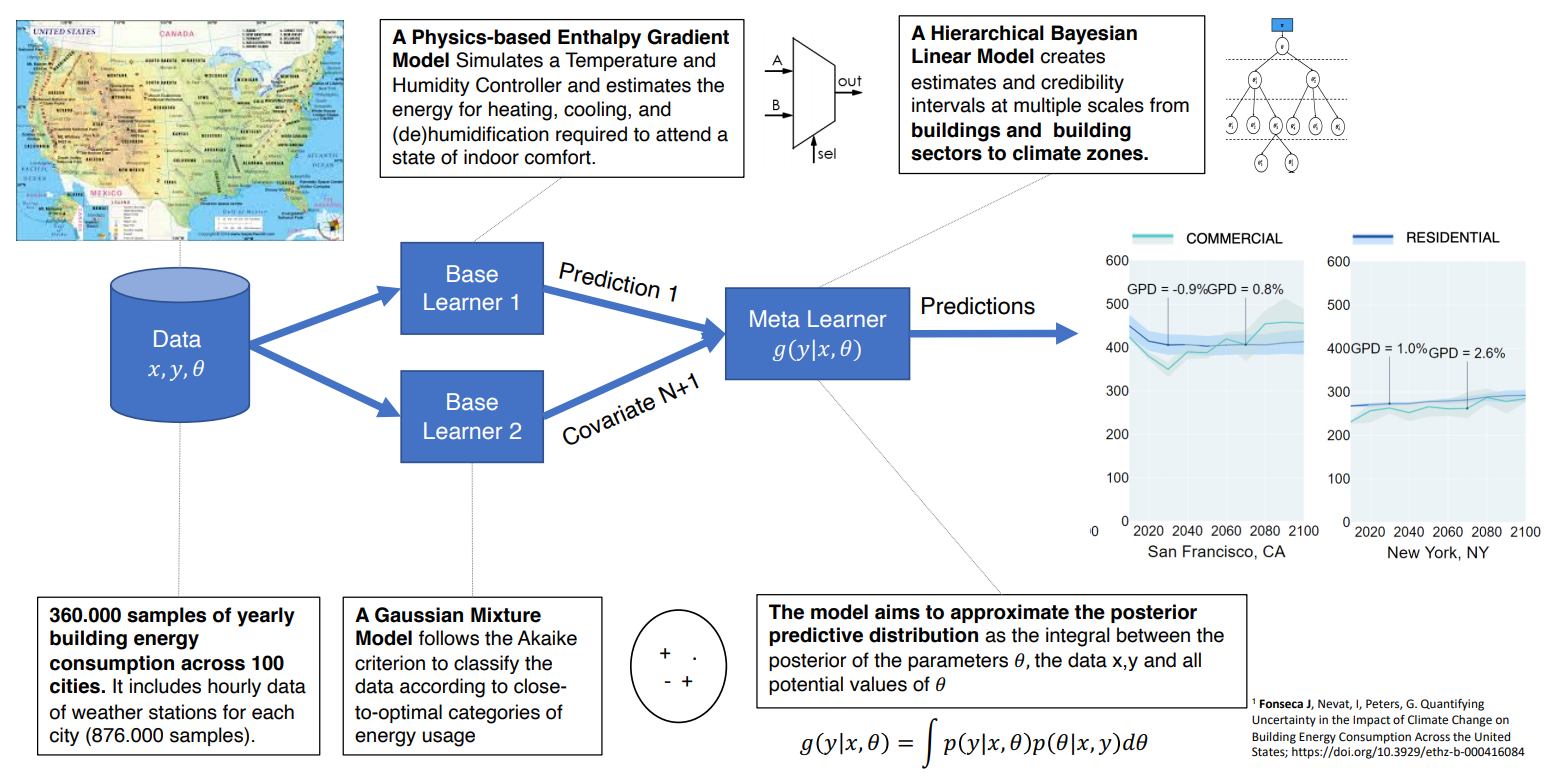 UNITED STATES
CANADA
MEXICO
LEGEND
PACIFIC
OCEAN
ATLANTIC
OCEAN
Gulf of Mexico
A Physics-based Enthalpy Gradient
Model Simulates a Temperature and
Humidity Controller and estimates the
energy for heating, cooling, and
(de)humidification required to attend a
state of indoor comfort.
A
B
out
sel
A Hierarchical Bayesian
Linear Model creates
estimates and credibility
intervals at multiple scales from
buildings and building
sectors to climate zones.
Data
x, y, θ
Base
Learner 1
Base
Learner 2
Prediction 1
Covariate N+1
Meta Learner
g(y|x, θ)
Predictions
COMMERCIAL
RESIDENTIAL
600
500
400
300
200
100
0
GPD = -0.9%
GPD = 0.8%
2020 2040 2060 2080 2100
San Francisco, CA
600
500
400
300
200
100
0
GPD = 1.0%
GPD = 2.6%
2020 2040 2060 2080 2100
New York, NY
00
360.000 samples of yearly
building energy
consumption across 100
cities. It includes hourly data
of weather stations for each
city (876.000 samples).
A Gaussian Mixture
Model follows the Akaike
criterion to classify the
data according to close-
to-optimal categories of
energy usage
+ .
- +
The model aims to approximate the posterior
predictive distribution as the integral between the
posterior of the parameters θ, the data x,y and all
potential values of θ
g(y|x, θ) = ∫ p(y|x, θ)p(θ|x, y)dθ
¹ Fonseca J, Nevat, I, Peters, G. Quantifying
Uncertainty in the Impact of Climate Change on
Building Energy Consumption Across the United
States; https://doi.org/10.3929/ethz-b-000416084